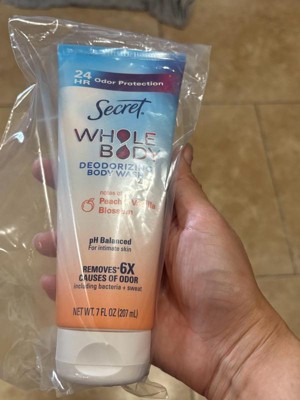 24 HR Odor Protection
Secret.
WHOLE
BODY
DEODORIZING
BODY WASH
Peach & Vanilla
Blossom
pH Balanced
For intimate skin
REMOVES 6X
CAUSES OF ODOR
including bacteria + sweat
NET WT. 7 FL OZ (207 mL)